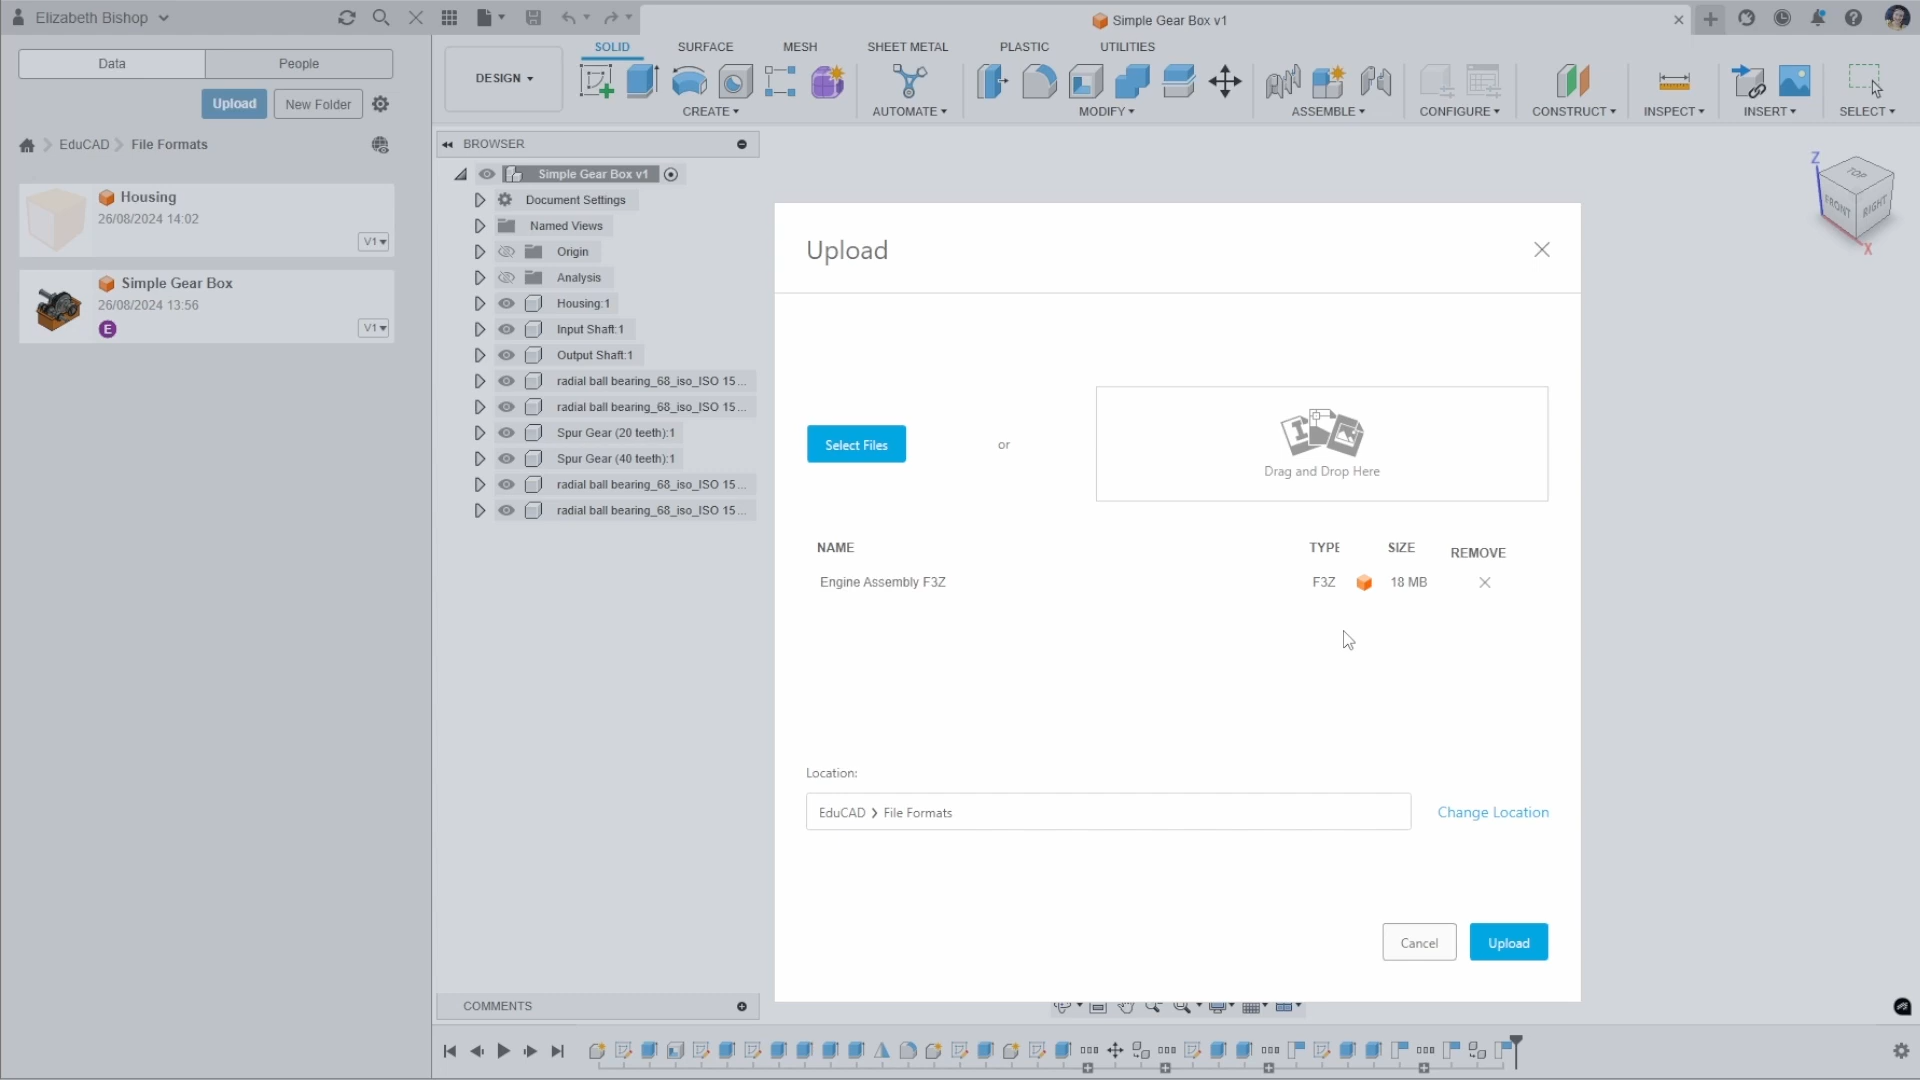 Elizabeth Bishop
Simple Gear Box v1
Data
People
Upload
New Folder
EduCAD
File Formats
Housing
26/08/2024 14:02
V1
Simple Gear Box
26/08/2024 13:56
E
V1
DESIGN
SOLID
SURFACE
MESH
SHEET METAL
PLASTIC
UTILITIES
CREATE
AUTOMATE
MODIFY
ASSEMBLE
CONFIGURE
CONSTRUCT
INSPECT
INSERT
SELECT
BROWSER
Simple Gear Box v1
Document Settings
Named Views
Origin
Analysis
Housing:1
Input Shaft:1
Output Shaft:1
radial ball bearing_68_iso_ISO 15...
radial ball bearing_68_iso_ISO 15...
Spur Gear (20 teeth):1
Spur Gear (40 teeth):1
radial ball bearing_68_iso_ISO 15...
radial ball bearing_68_iso_ISO 15...
Z
TOP
FRONT
RIGHT
X
Upload
Select Files
or
Drag and Drop Here
NAME
TYPE
SIZE
REMOVE
Engine Assembly F3Z
F3Z
18 MB
Location:
EduCAD > File Formats
Change Location
Cancel
Upload
COMMENTS